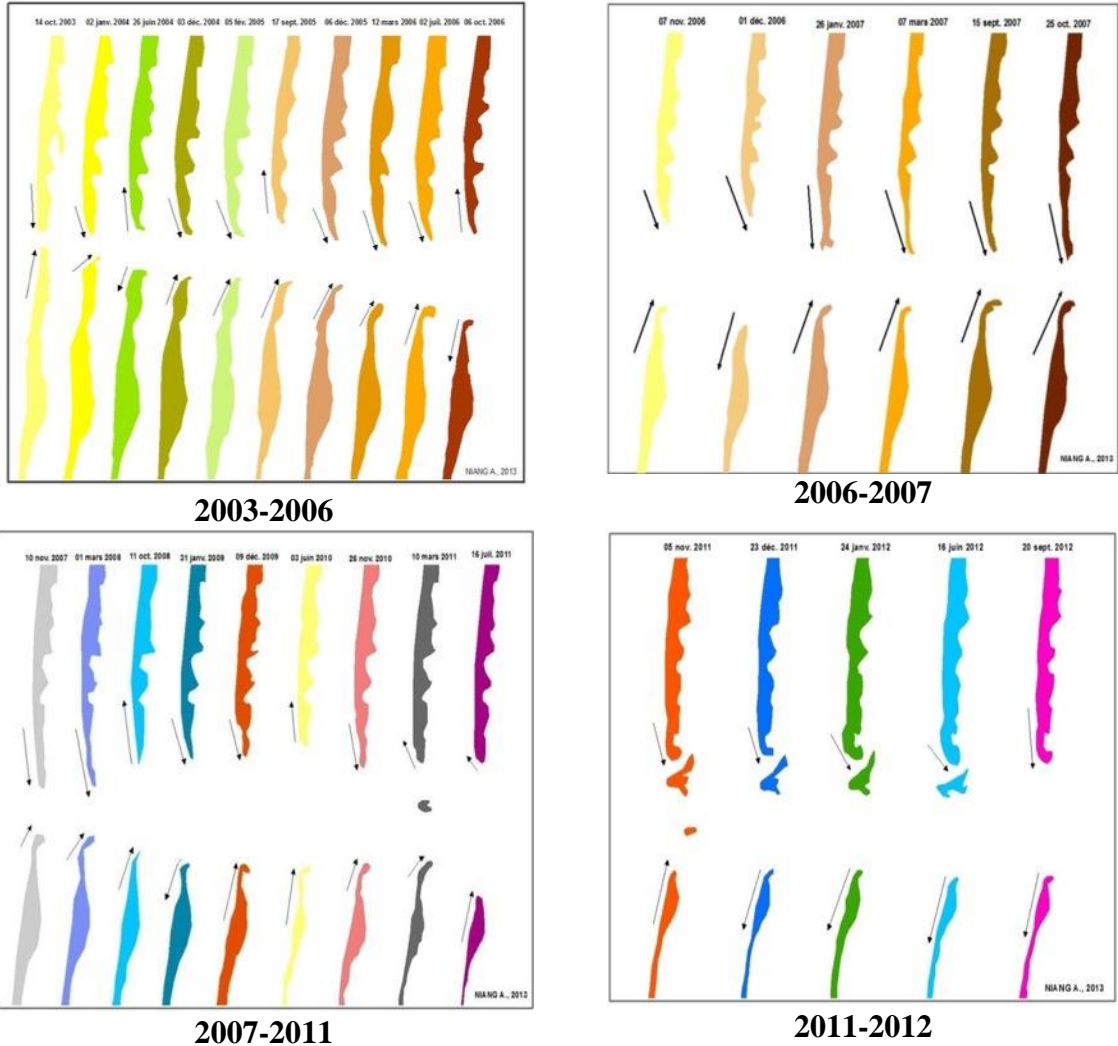 14 oct. 2003 02 janv. 2004 26 juin 2004 03 déc. 2004 05 fév. 2005 17 sept. 2005 06 déc. 2005 12 mars 2006 02 juil. 2006 06 oct. 2006
NIANG A., 2013
2003-2006
07 nov. 2006 01 déc. 2006 26 janv. 2007 07 mars 2007 15 sept. 2007 25 oct. 2007
NIANG A., 2013
2006-2007
10 nov. 2007 01 mars 2008 11 oct. 2008 31 janv. 2009 09 déc. 2009 03 juin 2010 26 nov. 2010 10 mars 2011 16 juil. 2011
NIANG A., 2013
2007-2011
05 nov. 2011 23 déc. 2011 24 janv. 2012 16 juin 2012 20 sept. 2012
NIANG A., 2013
2011-2012